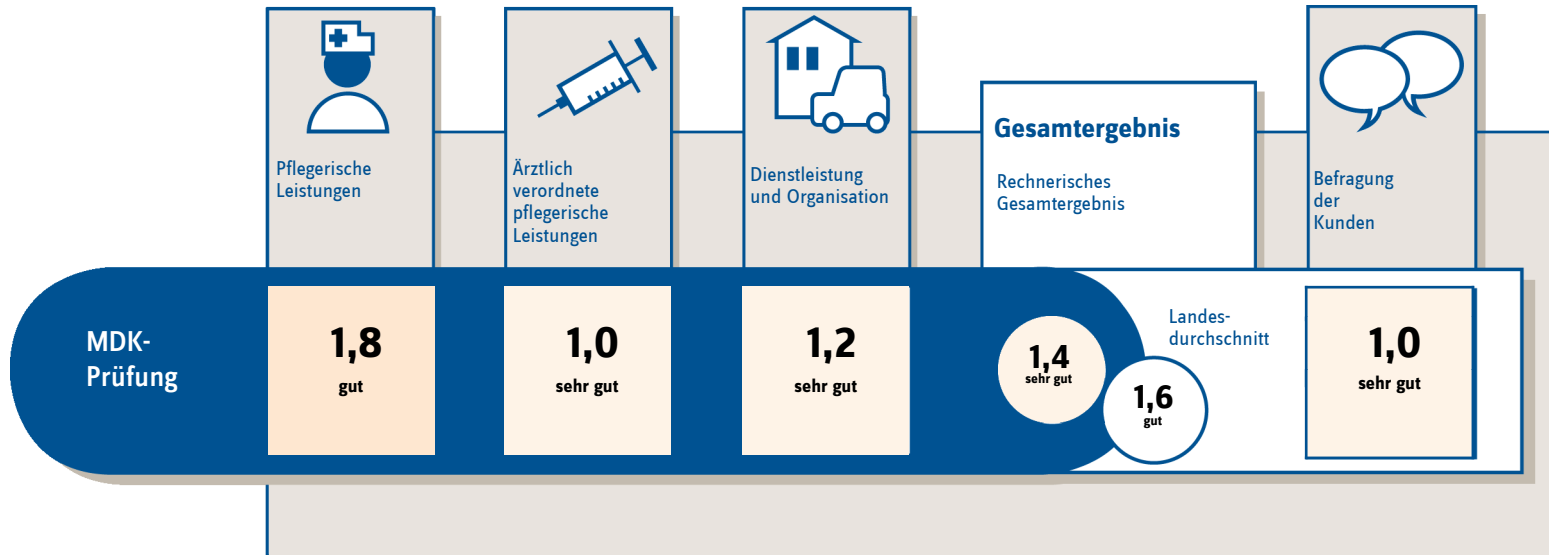 Pflegerische
Leistungen
Ärztlich
verordnete
pflegerische
Leistungen
Dienstleistung
und Organisation
Gesamtergebnis
Rechnerisches
Gesamtergebnis
Befragung
der
Kunden
MDK-
Prüfung
1,8
gut
1,0
sehr gut
1,2
sehr gut
1,4
sehr gut
Landes-
durchschnitt
1,6
gut
1,0
sehr gut